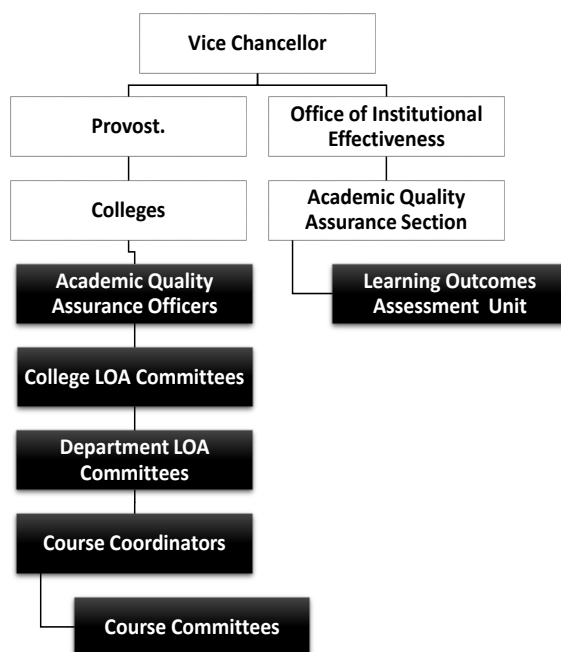 Vice Chancellor
Provost.
Office of Institutional
Effectiveness
Colleges
Academic Quality
Assurance Section
Academic Quality
Assurance Officers
Learning Outcomes
Assessment Unit
College LOA Committees
Department LOA
Committees
Course Coordinators
Course Committees